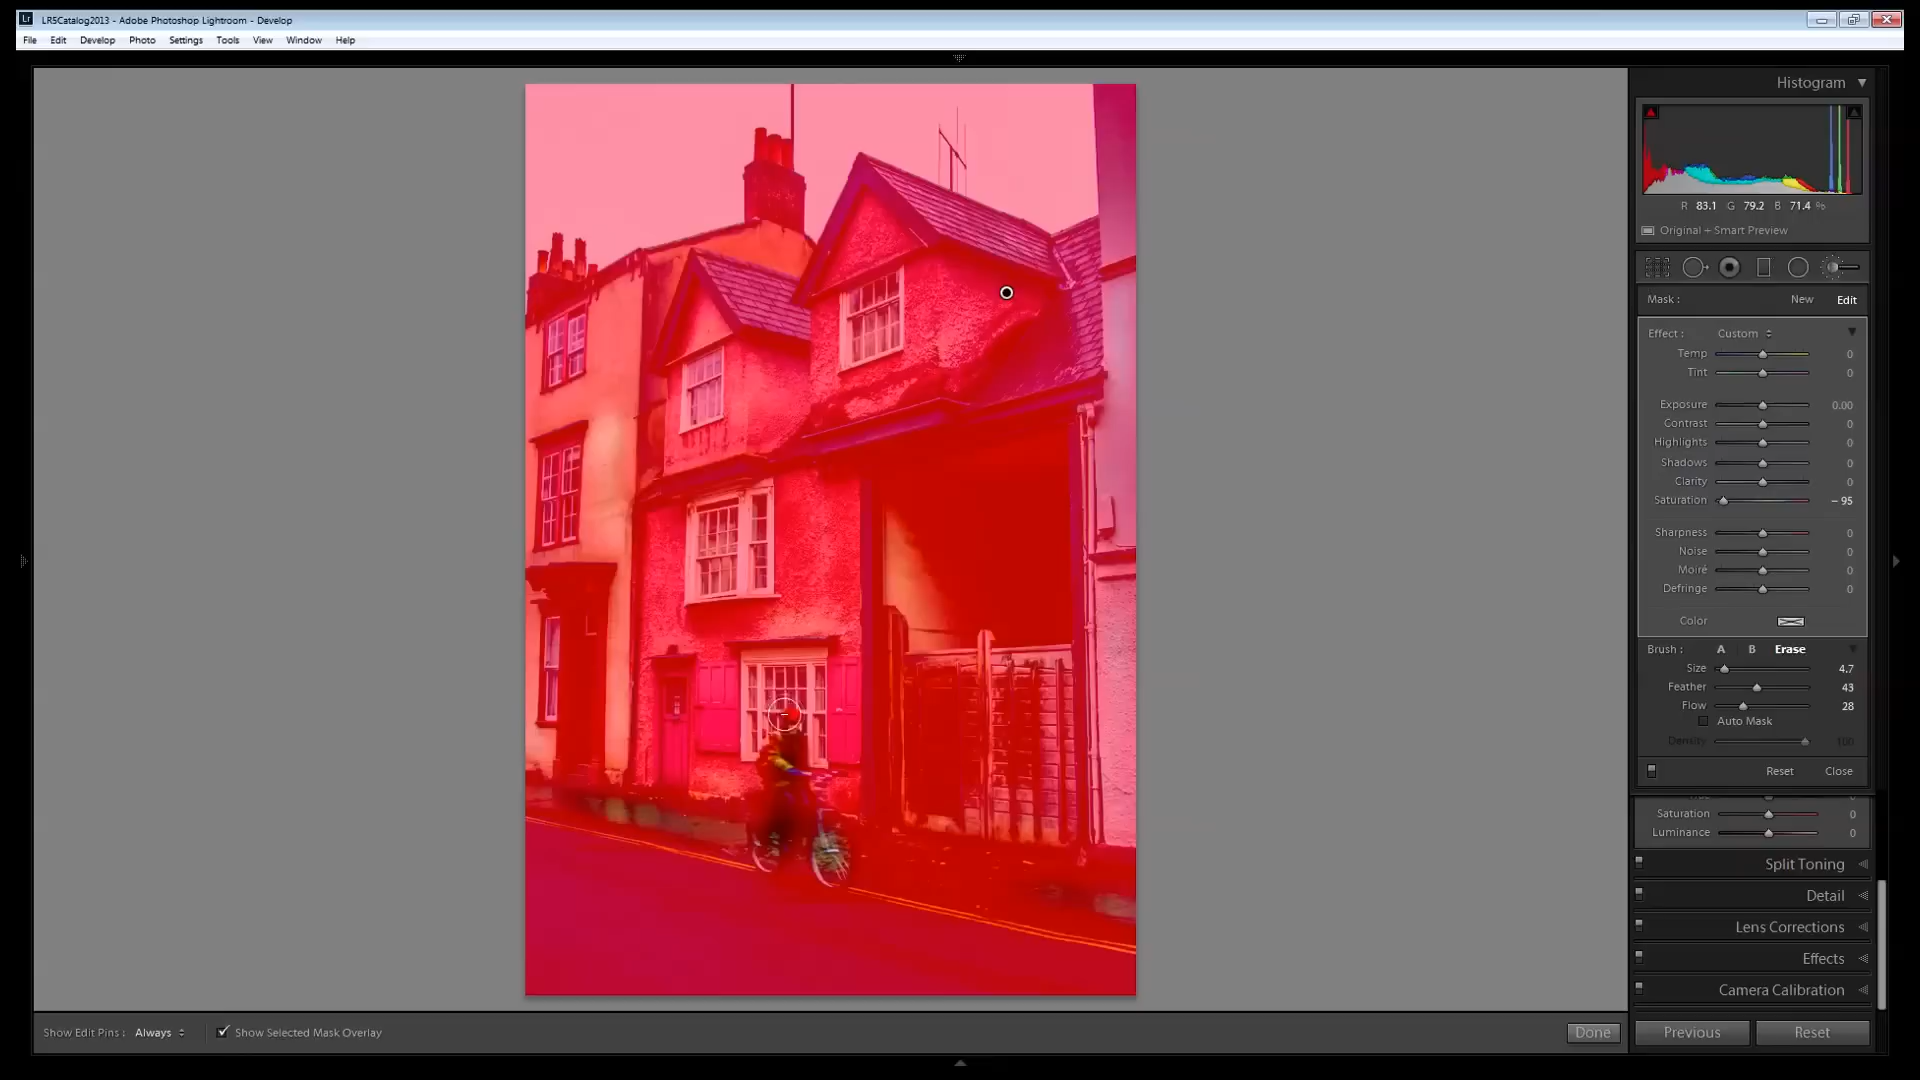 Lr LR5Catalog2013 - Adobe Photoshop Lightroom - Develop
File Edit Develop Photo Settings Tools View Window Help
Histogram
R 83.1 G 79.2 B 71.4 %
Original + Smart Preview
Mask : New Edit
Effect : Custom
Temp 0
Tint 0
Exposure 0.00
Contrast 0
Highlights 0
Shadows 0
Clarity 0
Saturation – 95
Sharpness 0
Noise 0
Moiré 0
Defringe 0
Color
Brush : A B Erase
Size 4.7
Feather 43
Flow 28
Auto Mask
Density 100
Reset Close
Saturation 0
Luminance 0
Split Toning
Detail
Lens Corrections
Effects
Camera Calibration
Show Edit Pins : Always Show Selected Mask Overlay Done Previous Reset